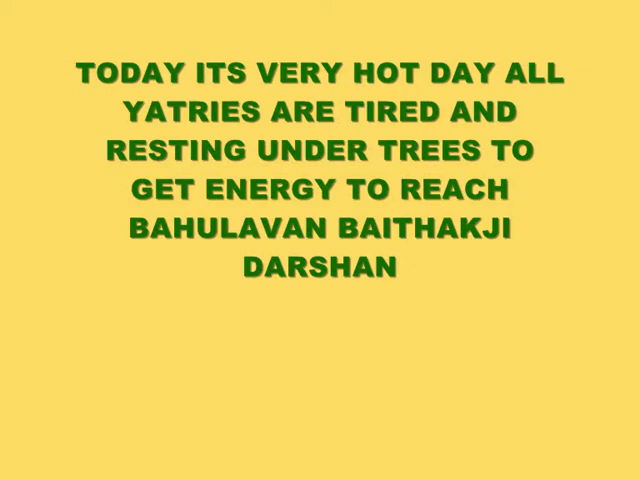 TODAY ITS VERY HOT DAY ALL
YATRIES ARE TIRED AND
RESTING UNDER TREES TO
GET ENERGY TO REACH
BAHULAVAN BAITHAKJI
DARSHAN